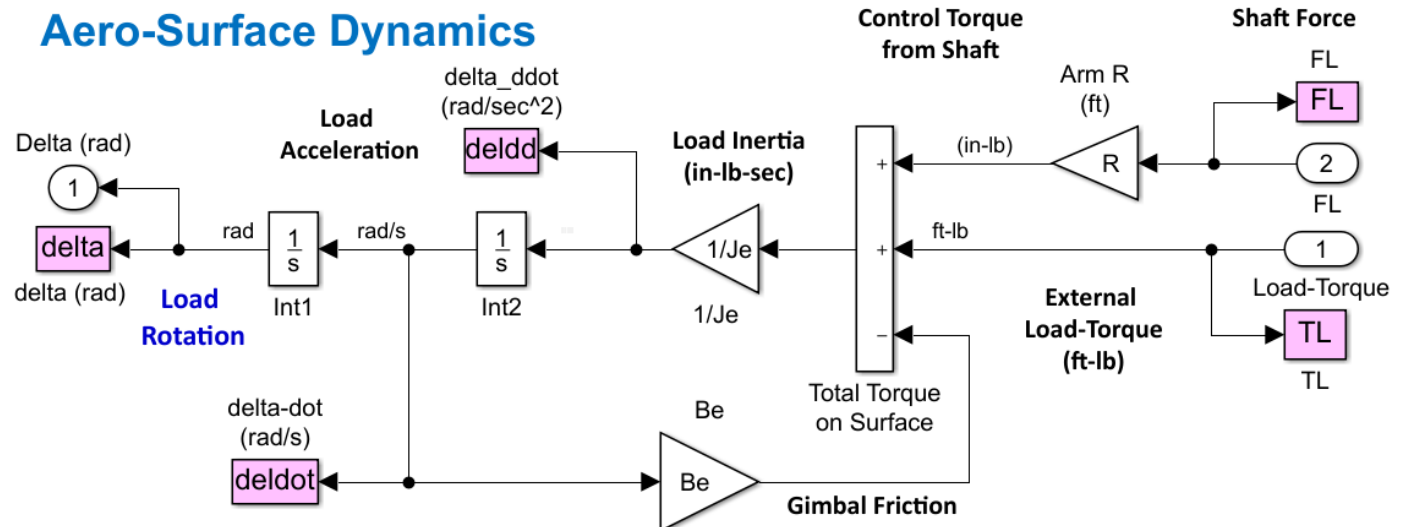 Aero-Surface Dynamics
Control Torque
from Shaft
Shaft Force
FL
FL
2
FL
Arm R
(ft)
R
(in-lb)
delta_ddot
(rad/sec^2)
deldd
Load
Acceleration
Load Inertia
(in-lb-sec)
Delta (rad)
1
delta
delta (rad)
rad
1
s
Int1
rad/s
1
s
Int2
1/Je
1/Je
+
+
−
ft-lb
1
Load-Torque
TL
TL
Load
Rotation
External
Load-Torque
(ft-lb)
Total Torque
on Surface
delta-dot
(rad/s)
deldot
Be
Be
Gimbal Friction